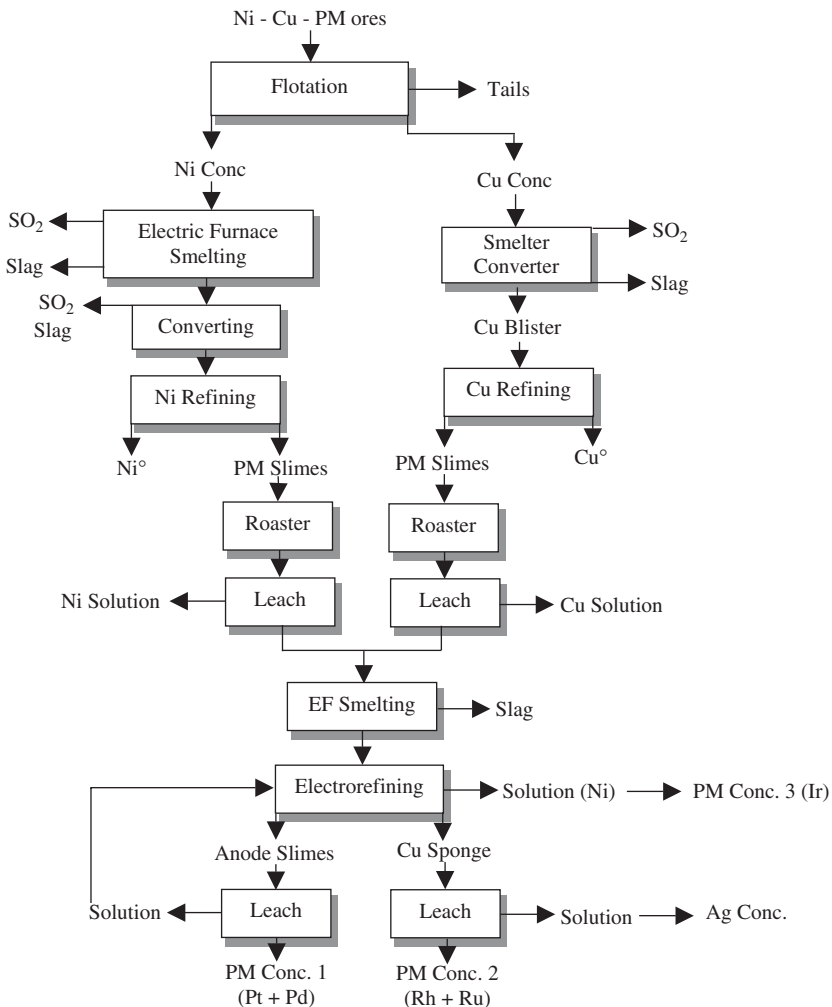 Ni - Cu - PM ores
Flotation
Tails
Ni Conc
Cu Conc
SO₂
Electric Furnace
Smelting
Slag
Smelter
Converter
SO₂
Slag
SO₂
Slag
Converting
Cu Blister
Ni Refining
Cu Refining
Ni°
PM Slimes
PM Slimes
Cu°
Roaster
Roaster
Ni Solution
Leach
Leach
Cu Solution
EF Smelting
Slag
Electrorefining
Solution (Ni)
PM Conc. 3 (Ir)
Anode Slimes
Cu Sponge
Solution
Leach
Leach
Solution
Ag Conc.
PM Conc. 1
(Pt + Pd)
PM Conc. 2
(Rh + Ru)